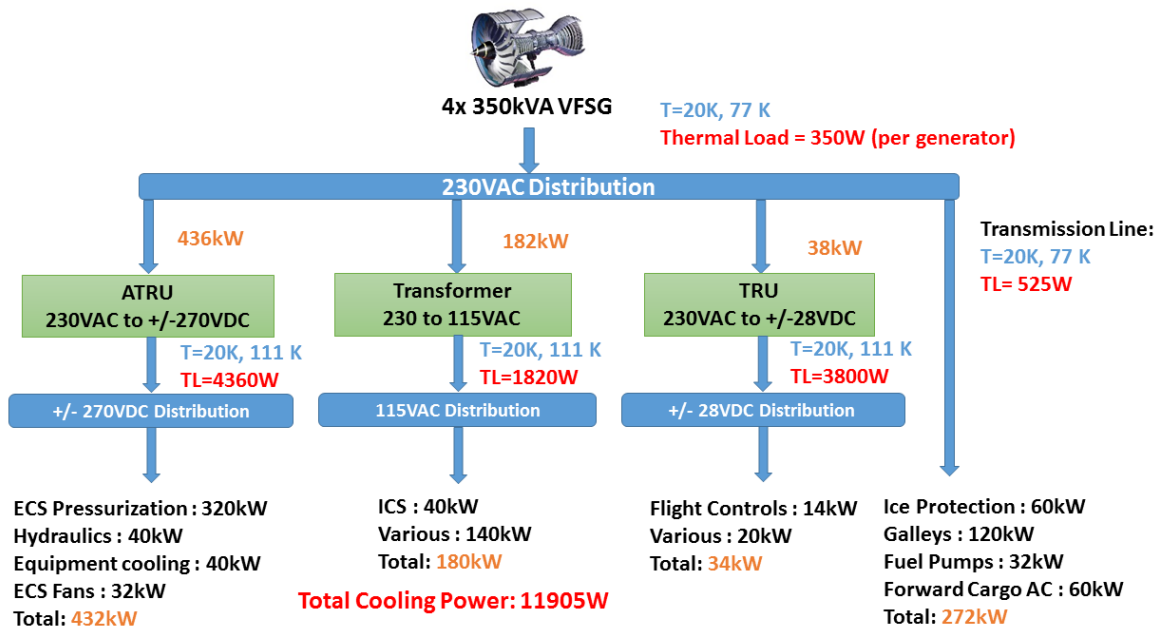 4x 350kVA VFSG
T=20K, 77 K
Thermal Load = 350W (per generator)
230VAC Distribution
436kW
182kW
38kW
Transmission Line:
T=20K, 77 K
TL= 525W
ATRU
230VAC to +/-270VDC
Transformer
230 to 115VAC
TRU
230VAC to +/-28VDC
T=20K, 111 K
TL=4360W
T=20K, 111 K
TL=1820W
T=20K, 111 K
TL=3800W
+/- 270VDC Distribution
115VAC Distribution
+/- 28VDC Distribution
ECS Pressurization : 320kW
Hydraulics : 40kW
Equipment cooling : 40kW
ECS Fans : 32kW
Total: 432kW
ICS : 40kW
Various : 140kW
Total: 180kW
Flight Controls : 14kW
Various : 20kW
Total: 34kW
Ice Protection : 60kW
Galleys : 120kW
Fuel Pumps : 32kW
Forward Cargo AC : 60kW
Total: 272kW
Total Cooling Power: 11905W